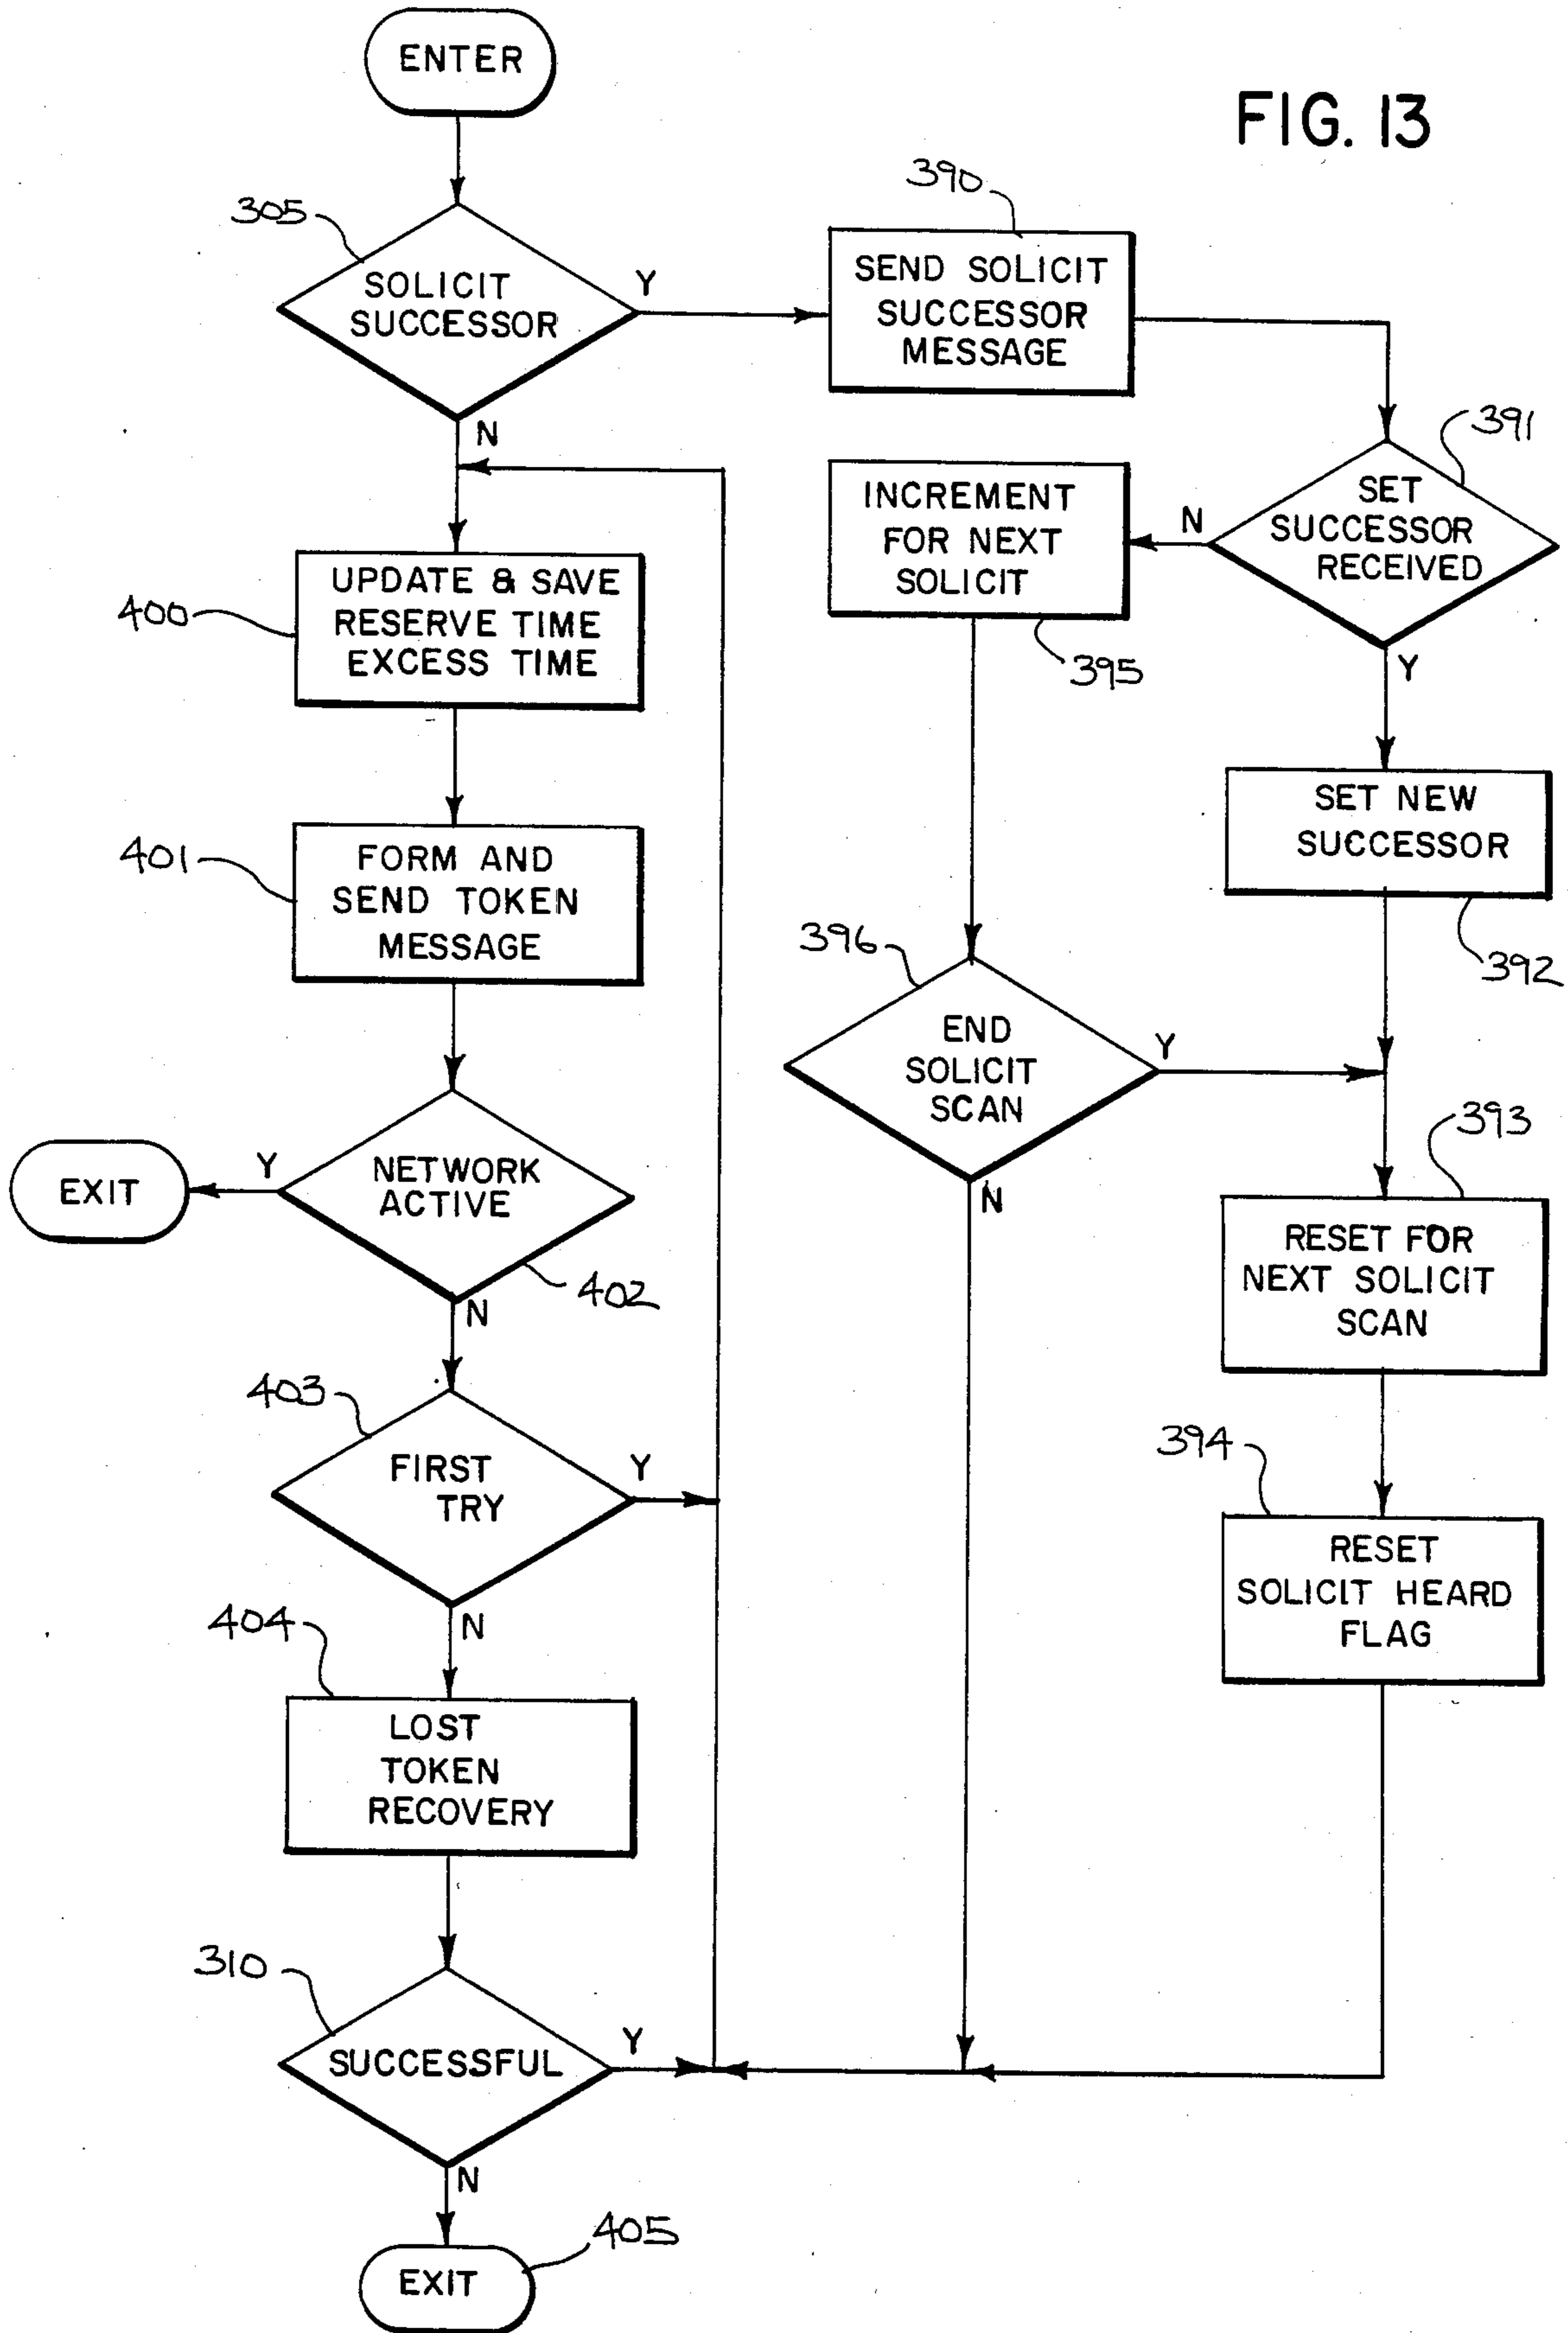 ENTER
FIG. 13
305
SOLICIT
SUCCESSOR
Y
N
390
SEND SOLICIT
SUCCESSOR
MESSAGE
391
SET
SUCCESSOR
RECEIVED
N
Y
INCREMENT
FOR NEXT
SOLICIT
395
400
UPDATE & SAVE
RESERVE TIME
EXCESS TIME
SET NEW
SUCCESSOR
392
401
FORM AND
SEND TOKEN
MESSAGE
396
END
SOLICIT
SCAN
Y
N
EXIT
Y
NETWORK
ACTIVE
402
N
393
RESET FOR
NEXT SOLICIT
SCAN
403
FIRST
TRY
Y
N
394
RESET
SOLICIT HEARD
FLAG
404
LOST
TOKEN
RECOVERY
310
SUCCESSFUL
Y
N
405
EXIT